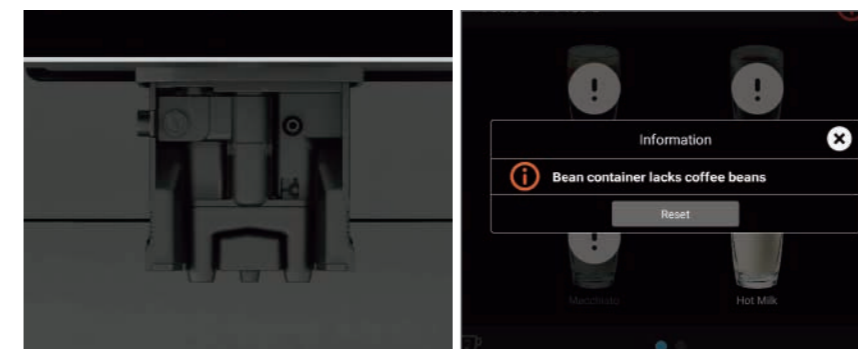 Information
Bean container lacks coffee beans
Reset
Macchiato
Hot Milk